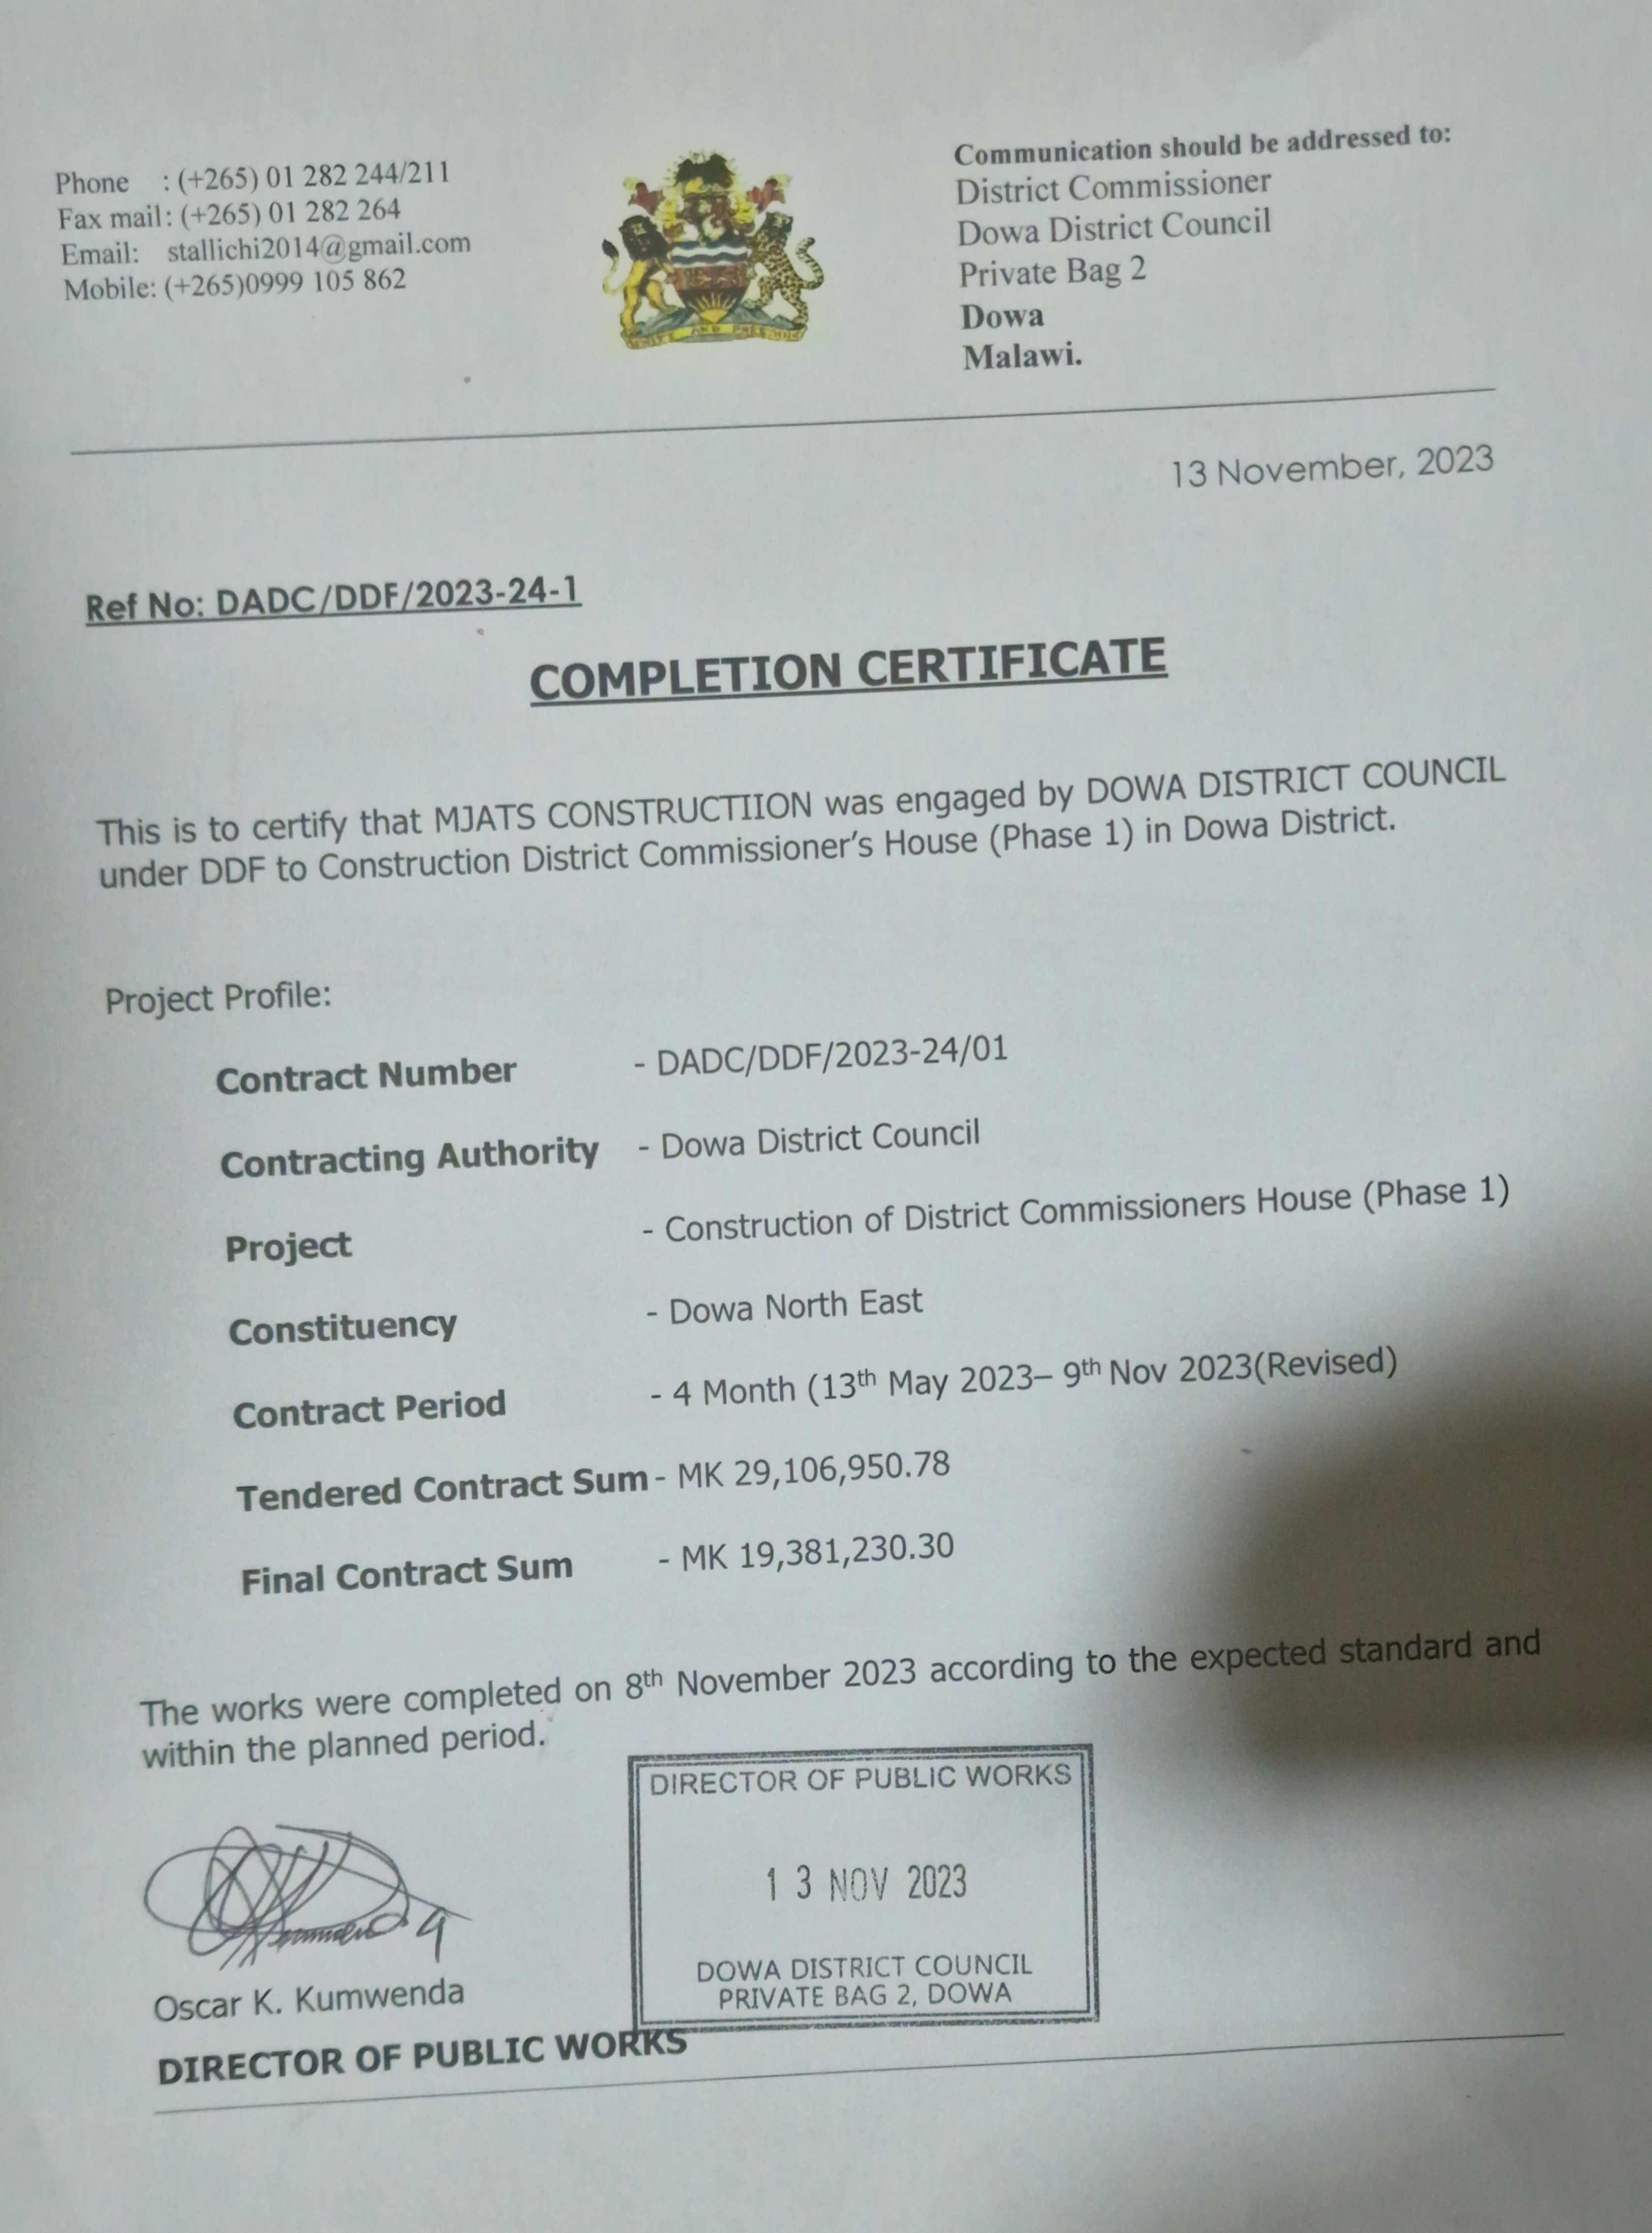 Phone : (+265) 01 282 244/211
Fax mail: (+265) 01 282 264
Email: stallichi2014@gmail.com
Mobile: (+265)0999 105 862
Communication should be addressed to:
District Commissioner
Dowa District Council
Private Bag 2
Dowa
Malawi.
13 November, 2023
Ref No: DADC/DDF/2023-24-1
COMPLETION CERTIFICATE
This is to certify that MJATS CONSTRUCTIION was engaged by DOWA DISTRICT COUNCIL
under DDF to Construction District Commissioner's House (Phase 1) in Dowa District.
Project Profile:
Contract Number - DADC/DDF/2023-24/01
Contracting Authority - Dowa District Council
Project - Construction of District Commissioners House (Phase 1)
Constituency - Dowa North East
Contract Period - 4 Month (13th May 2023– 9th Nov 2023(Revised)
Tendered Contract Sum - MK 29,106,950.78
Final Contract Sum - MK 19,381,230.30
The works were completed on 8th November 2023 according to the expected standard and
within the planned period.
DIRECTOR OF PUBLIC WORKS
13 NOV 2023
DOWA DISTRICT COUNCIL
PRIVATE BAG 2, DOWA
Oscar K. Kumwenda
DIRECTOR OF PUBLIC WORKS